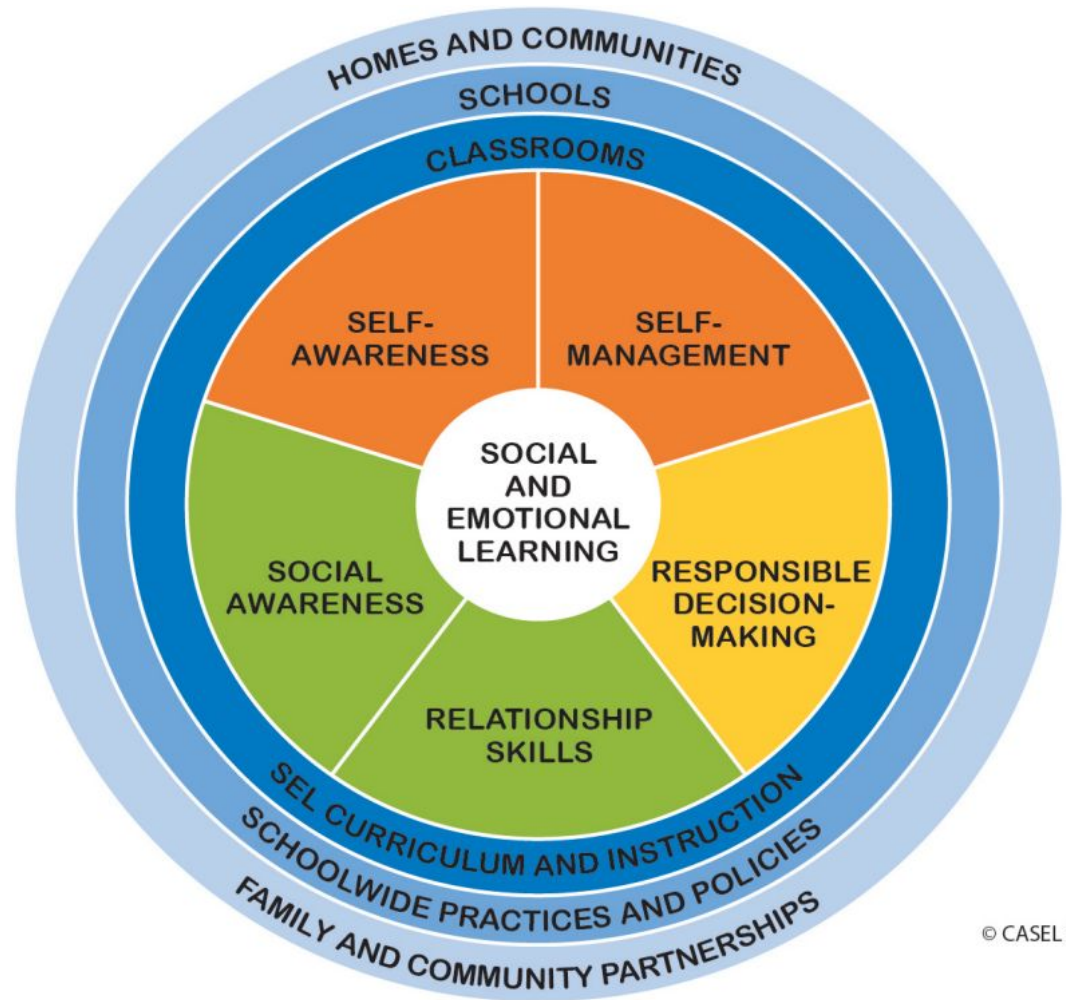 HOMES AND COMMUNITIES
SCHOOLS
CLASSROOMS
SELF-
AWARENESS
SELF-
MANAGEMENT
SOCIAL
AND
EMOTIONAL
LEARNING
SOCIAL
AWARENESS
RESPONSIBLE
DECISION-
MAKING
RELATIONSHIP
SKILLS
SEL CURRICULUM AND INSTRUCTION
SCHOOLWIDE PRACTICES AND POLICIES
FAMILY AND COMMUNITY PARTNERSHIPS
© CASEL